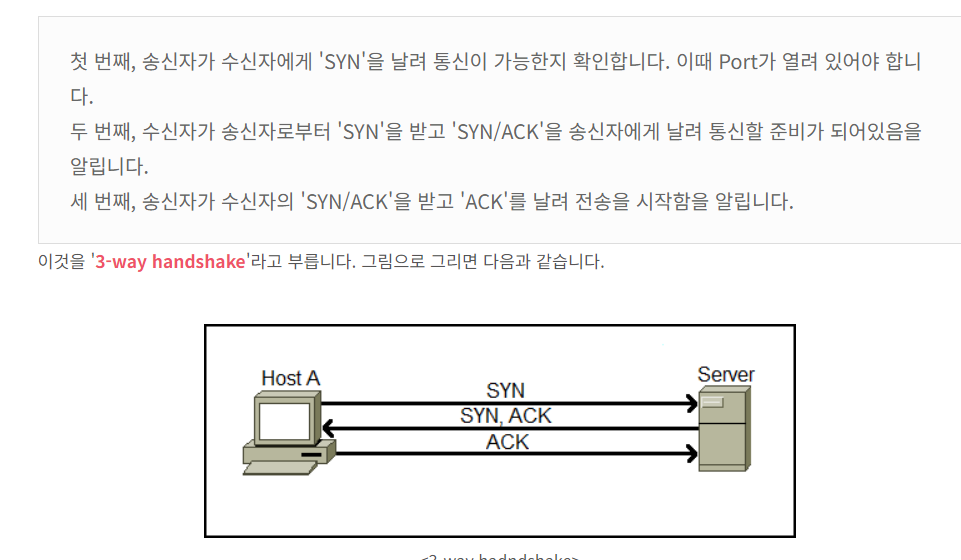 첫 번째, 송신자가 수신자에게 'SYN'을 날려 통신이 가능한지 확인합니다. 이때 Port가 열려 있어야 합니
다.
두 번째, 수신자가 송신자로부터 'SYN'을 받고 'SYN/ACK'을 송신자에게 날려 통신할 준비가 되어있음을
알립니다.
세 번째, 송신자가 수신자의 'SYN/ACK'을 받고 'ACK'를 날려 전송을 시작함을 알립니다.
이것을 '3-way handshake'라고 부릅니다. 그림으로 그리면 다음과 같습니다.
Host A
Server
SYN
SYN, ACK
ACK
<3-way hadndshake>